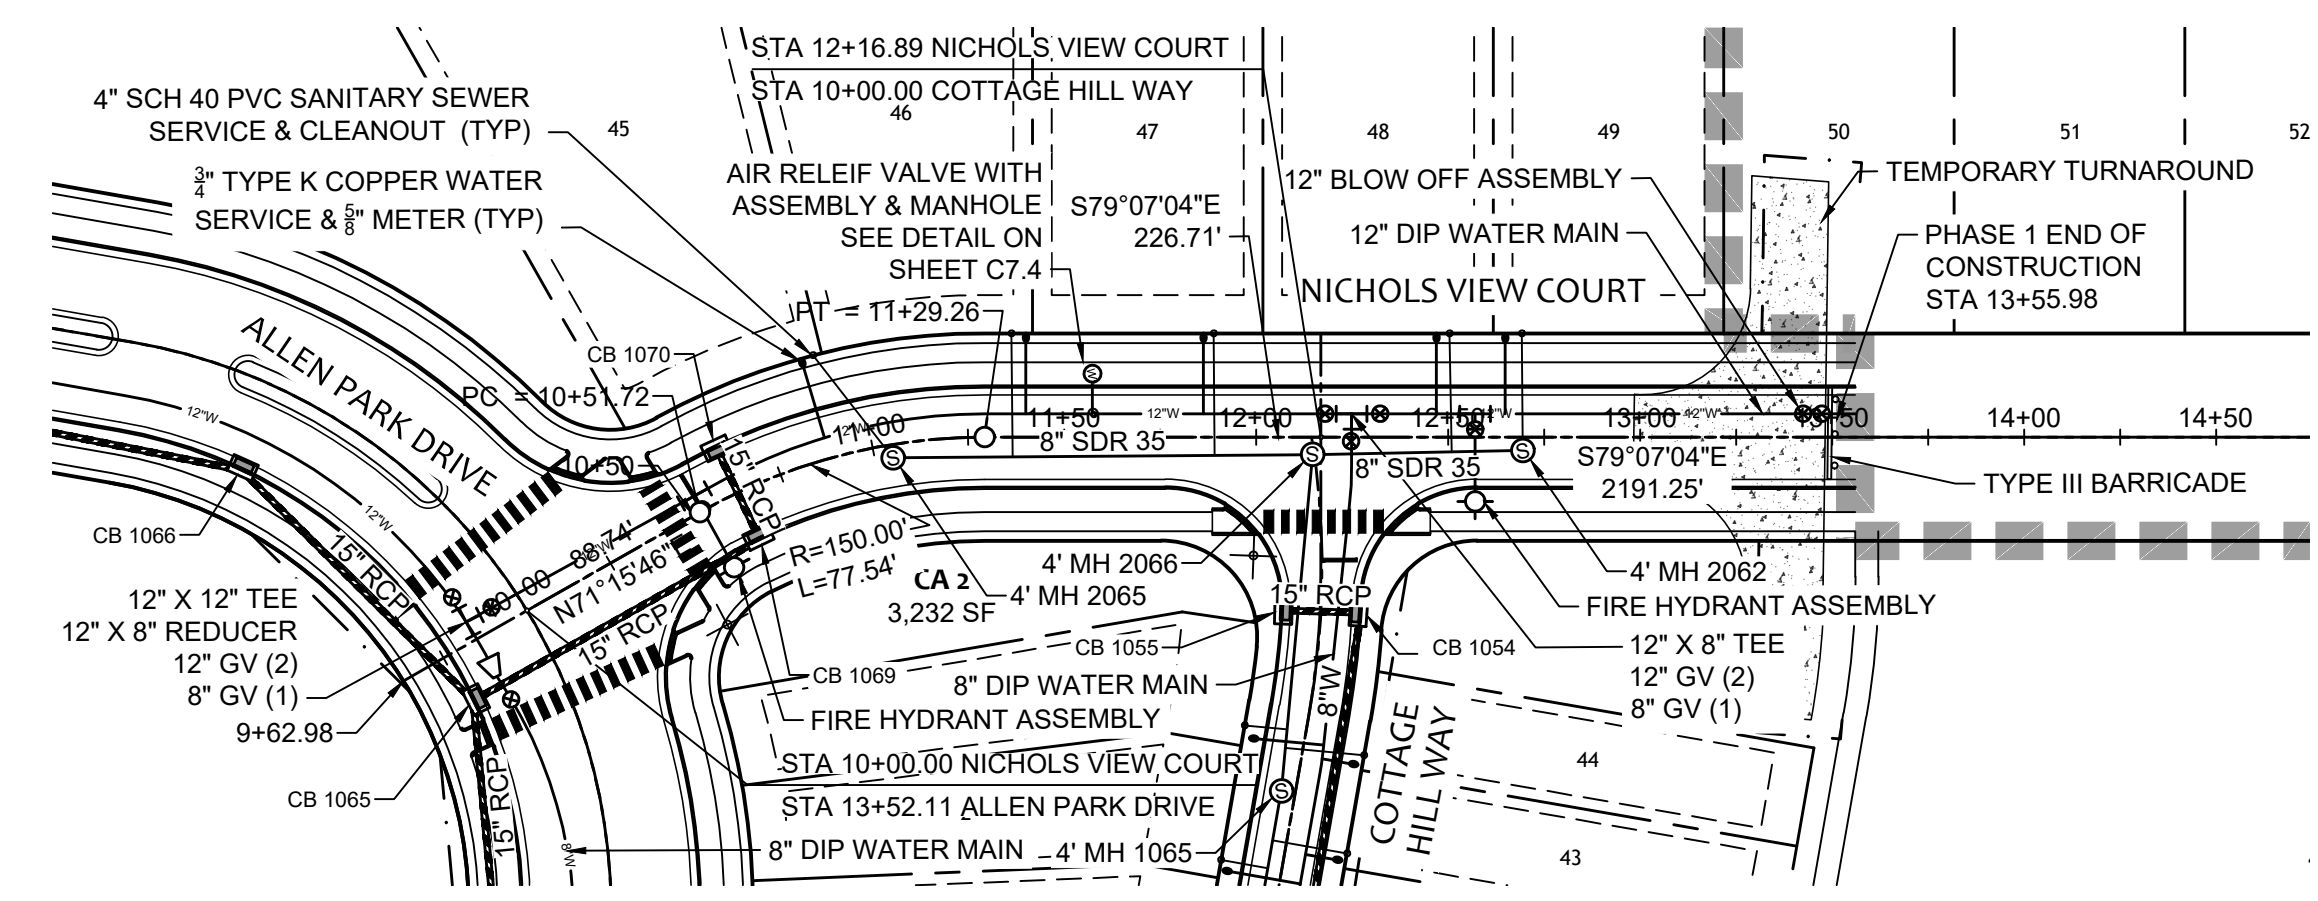 STA 12+16.89 NICHOLS VIEW COURT
STA 10+00.00 COTTAGE HILL WAY
4" SCH 40 PVC SANITARY SEWER
SERVICE & CLEANOUT (TYP)
3/4" TYPE K COPPER WATER
SERVICE & 5/8" METER (TYP)
45
46
47
48
49
50
51
52
AIR RELEIF VALVE WITH
ASSEMBLY & MANHOLE
SEE DETAIL ON
SHEET C7.4
S79°07'04"E
226.71'
12" BLOW OFF ASSEMBLY
12" DIP WATER MAIN
TEMPORARY TURNAROUND
PHASE 1 END OF
CONSTRUCTION
STA 13+55.98
NICHOLS VIEW COURT
PT = 11+29.26
CB 1070
PC = 10+51.72
ALLEN PARK DRIVE
12"W
12"W
12"W
12"W
12"W
12"W
12"W
10+50
11+00
11+50
12+00
12+50
13+00
13+50
14+00
14+50
W
S
S
S
S
8" SDR 35
8" SDR 35
S79°07'04"E
2191.25'
TYPE III BARRICADE
15" RCP
CB 1066
15" RCP
88.74'
N71°15'46"E
15" RCP
R=150.00'
L=77.54'
CA 2
3,232 SF
4' MH 2066
4' MH 2065
15" RCP
4' MH 2062
FIRE HYDRANT ASSEMBLY
12" X 12" TEE
12" X 8" REDUCER
12" GV (2)
8" GV (1)
9+62.98
CB 1055
CB 1054
12" X 8" TEE
12" GV (2)
8" GV (1)
CB 1069
8" DIP WATER MAIN
FIRE HYDRANT ASSEMBLY
8"W
COTTAGE
HILL WAY
STA 10+00.00 NICHOLS VIEW COURT
STA 13+52.11 ALLEN PARK DRIVE
CB 1065
15" RCP
8" DIP WATER MAIN
8"W
4' MH 1065
44
43